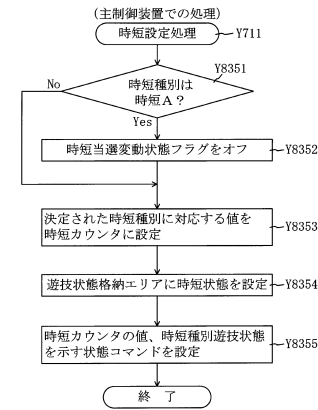 (主制御装置での処理)
時短設定処理
Y711
時短種別は
時短A?
Y8351
No
Yes
時短当選変動状態フラグをオフ
Y8352
決定された時短種別に対応する値を
時短カウンタに設定
Y8353
遊技状態格納エリアに時短状態を設定
Y8354
時短カウンタの値、時短種別遊技状態
を示す状態コマンドを設定
Y8355
終 了